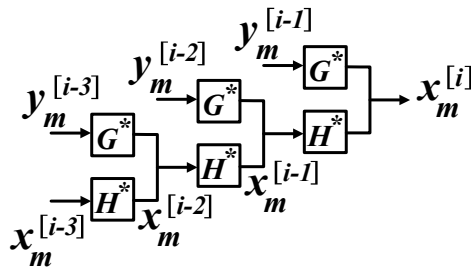 y_m^[i-1]
G*
x_m^[i]
y_m^[i-2]
G*
H*
y_m^[i-3]
G*
H*
x_m^[i-1]
H*
x_m^[i-2]
x_m^[i-3]